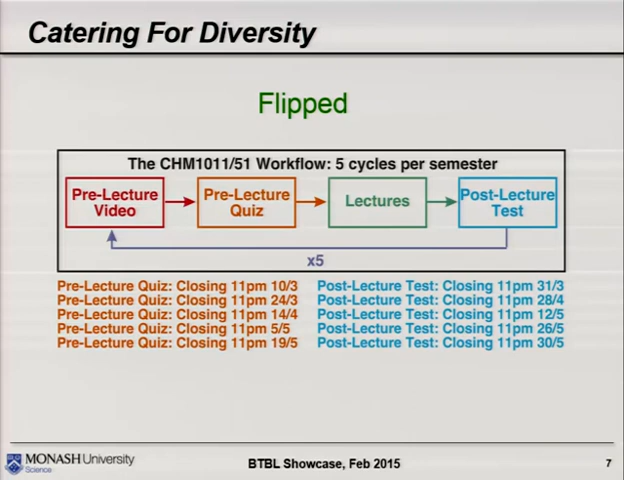 Catering For Diversity
Flipped
The CHM1011/51 Workflow: 5 cycles per semester
Pre-Lecture Video
Pre-Lecture Quiz
Lectures
Post-Lecture Test
x5
Pre-Lecture Quiz: Closing 11pm 10/3
Pre-Lecture Quiz: Closing 11pm 24/3
Pre-Lecture Quiz: Closing 11pm 14/4
Pre-Lecture Quiz: Closing 11pm 5/5
Pre-Lecture Quiz: Closing 11pm 19/5
Post-Lecture Test: Closing 11pm 31/3
Post-Lecture Test: Closing 11pm 28/4
Post-Lecture Test: Closing 11pm 12/5
Post-Lecture Test: Closing 11pm 26/5
Post-Lecture Test: Closing 11pm 30/5
MONASH University
Science
BTBL Showcase, Feb 2015
7